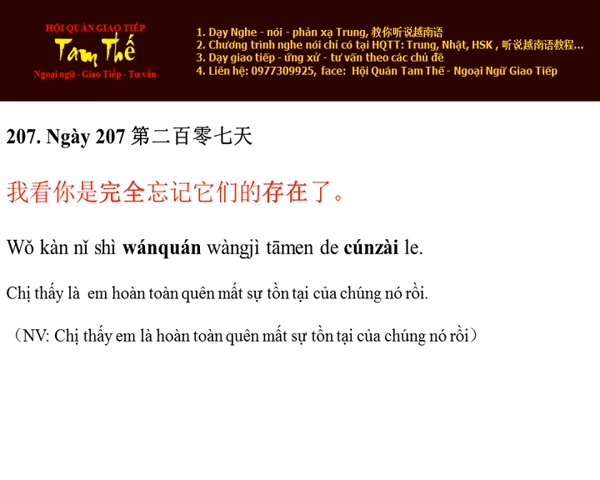 HỘI QUÁN GIAO TIẾP
Tam Thế
Ngoại ngữ - Giao Tiếp - Tư vấn
1. Dạy Nghe - nói - phản xạ Trung, 教你听说越南语
2. Chương trình nghe nói chỉ có tại HQTT: Trung, Nhật, HSK , 听说越南语教程...
3. Dạy giao tiếp - ứng xử - tư vấn theo các chủ đề
4. Liên hệ: 0977309925, face: Hội Quán Tam Thế - Ngoại Ngữ Giao Tiếp
207. Ngày 207 第二百零七天
我看你是完全忘记它们的存在了。
Wǒ kàn nǐ shì wánquán wàngjì tāmen de cúnzài le.
Chị thấy là em hoàn toàn quên mất sự tồn tại của chúng nó rồi.
（NV: Chị thấy em là hoàn toàn quên mất sự tồn tại của chúng nó rồi）